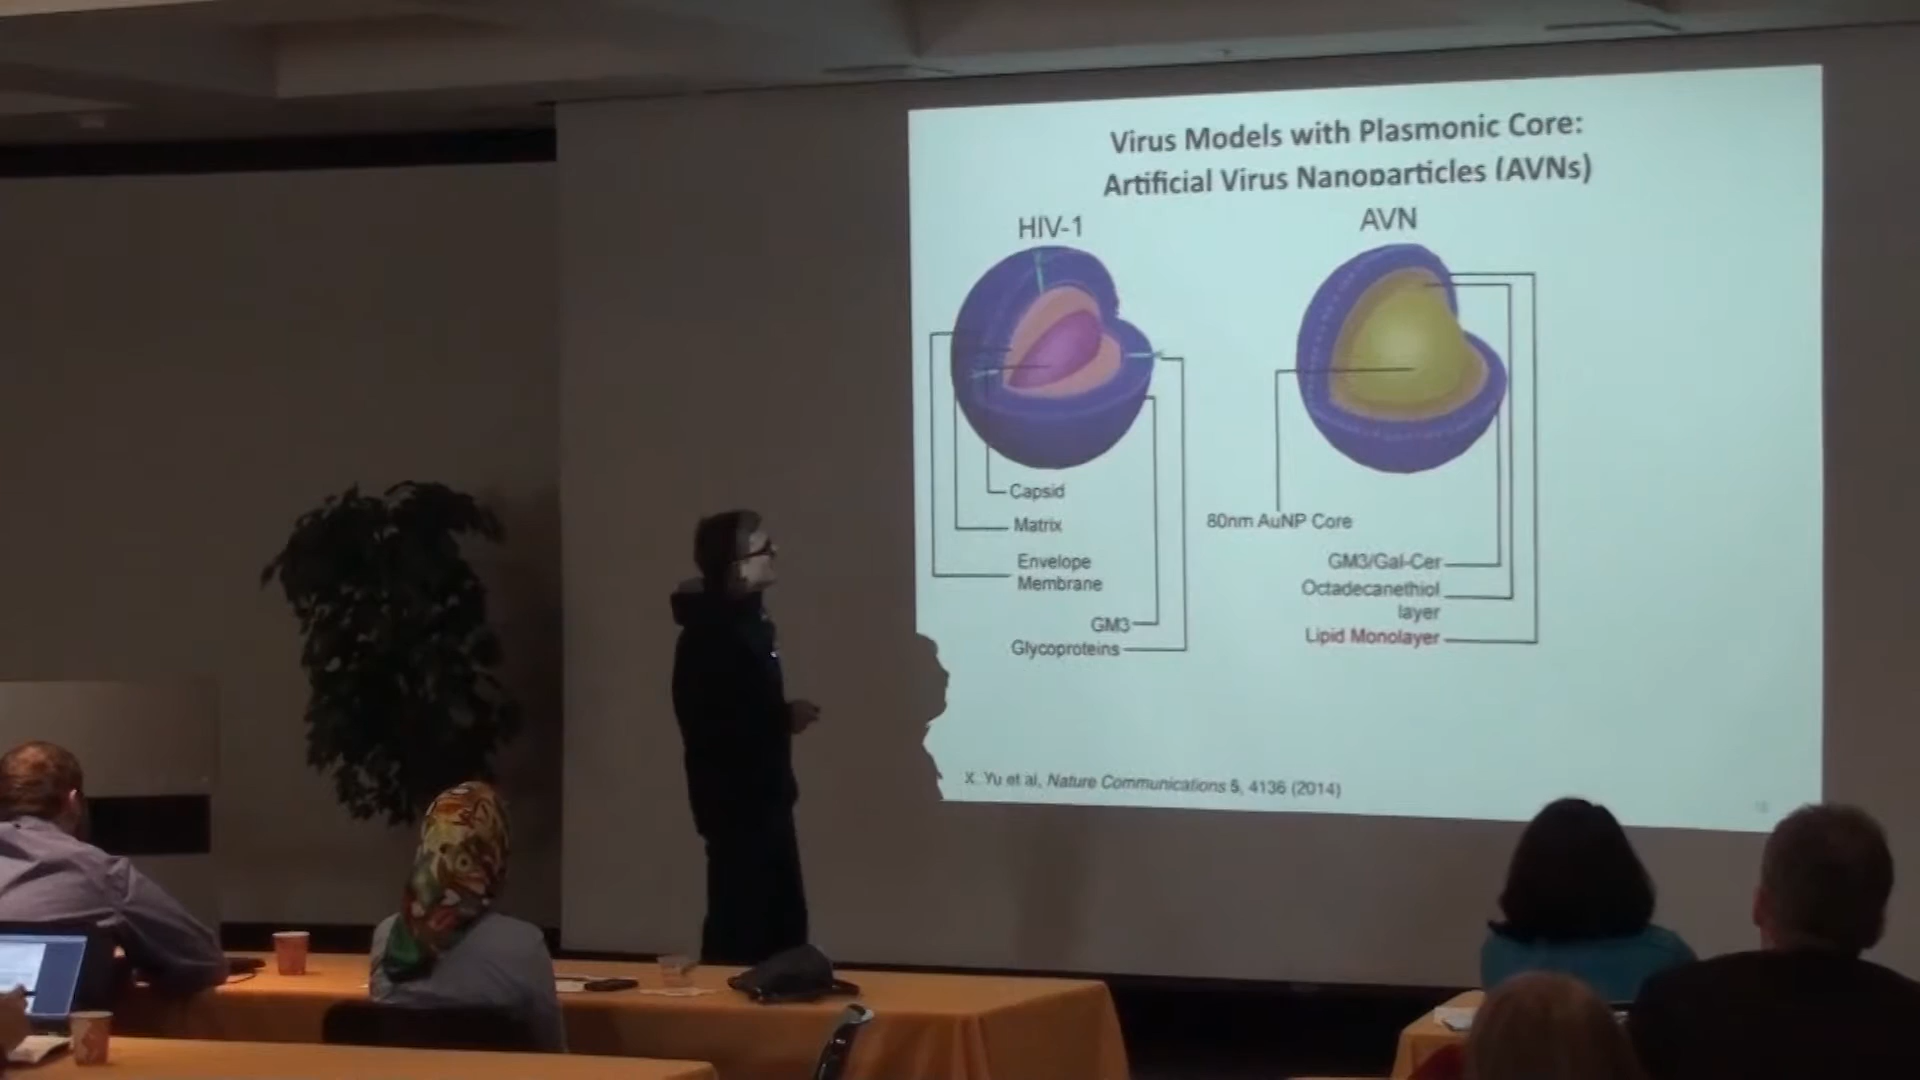 Virus Models with Plasmonic Core:
Artificial Virus Nanoparticles (AVNs)
HIV-1
AVN
Capsid
Matrix
Envelope
Membrane
GM3
Glycoproteins
80nm AuNP Core
GM3/Gal-Cer
Octadecanethiol
layer
Lipid Monolayer
X. Yu et al, Nature Communications 5, 4136 (2014)